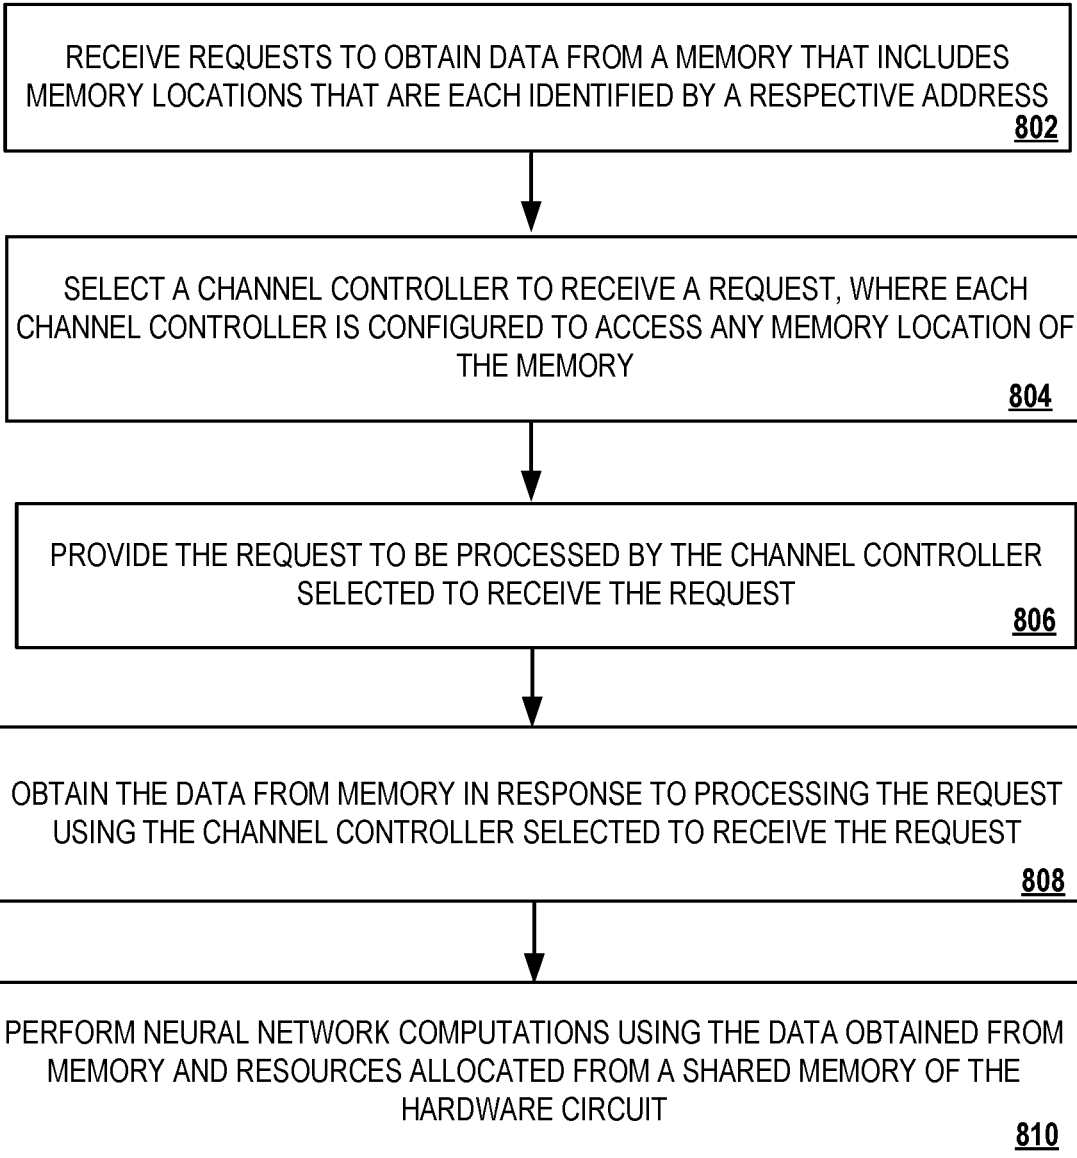 RECEIVE REQUESTS TO OBTAIN DATA FROM A MEMORY THAT INCLUDES
MEMORY LOCATIONS THAT ARE EACH IDENTIFIED BY A RESPECTIVE ADDRESS
802
SELECT A CHANNEL CONTROLLER TO RECEIVE A REQUEST, WHERE EACH
CHANNEL CONTROLLER IS CONFIGURED TO ACCESS ANY MEMORY LOCATION OF
THE MEMORY
804
PROVIDE THE REQUEST TO BE PROCESSED BY THE CHANNEL CONTROLLER
SELECTED TO RECEIVE THE REQUEST
806
OBTAIN THE DATA FROM MEMORY IN RESPONSE TO PROCESSING THE REQUEST
USING THE CHANNEL CONTROLLER SELECTED TO RECEIVE THE REQUEST
808
PERFORM NEURAL NETWORK COMPUTATIONS USING THE DATA OBTAINED FROM
MEMORY AND RESOURCES ALLOCATED FROM A SHARED MEMORY OF THE
HARDWARE CIRCUIT
810